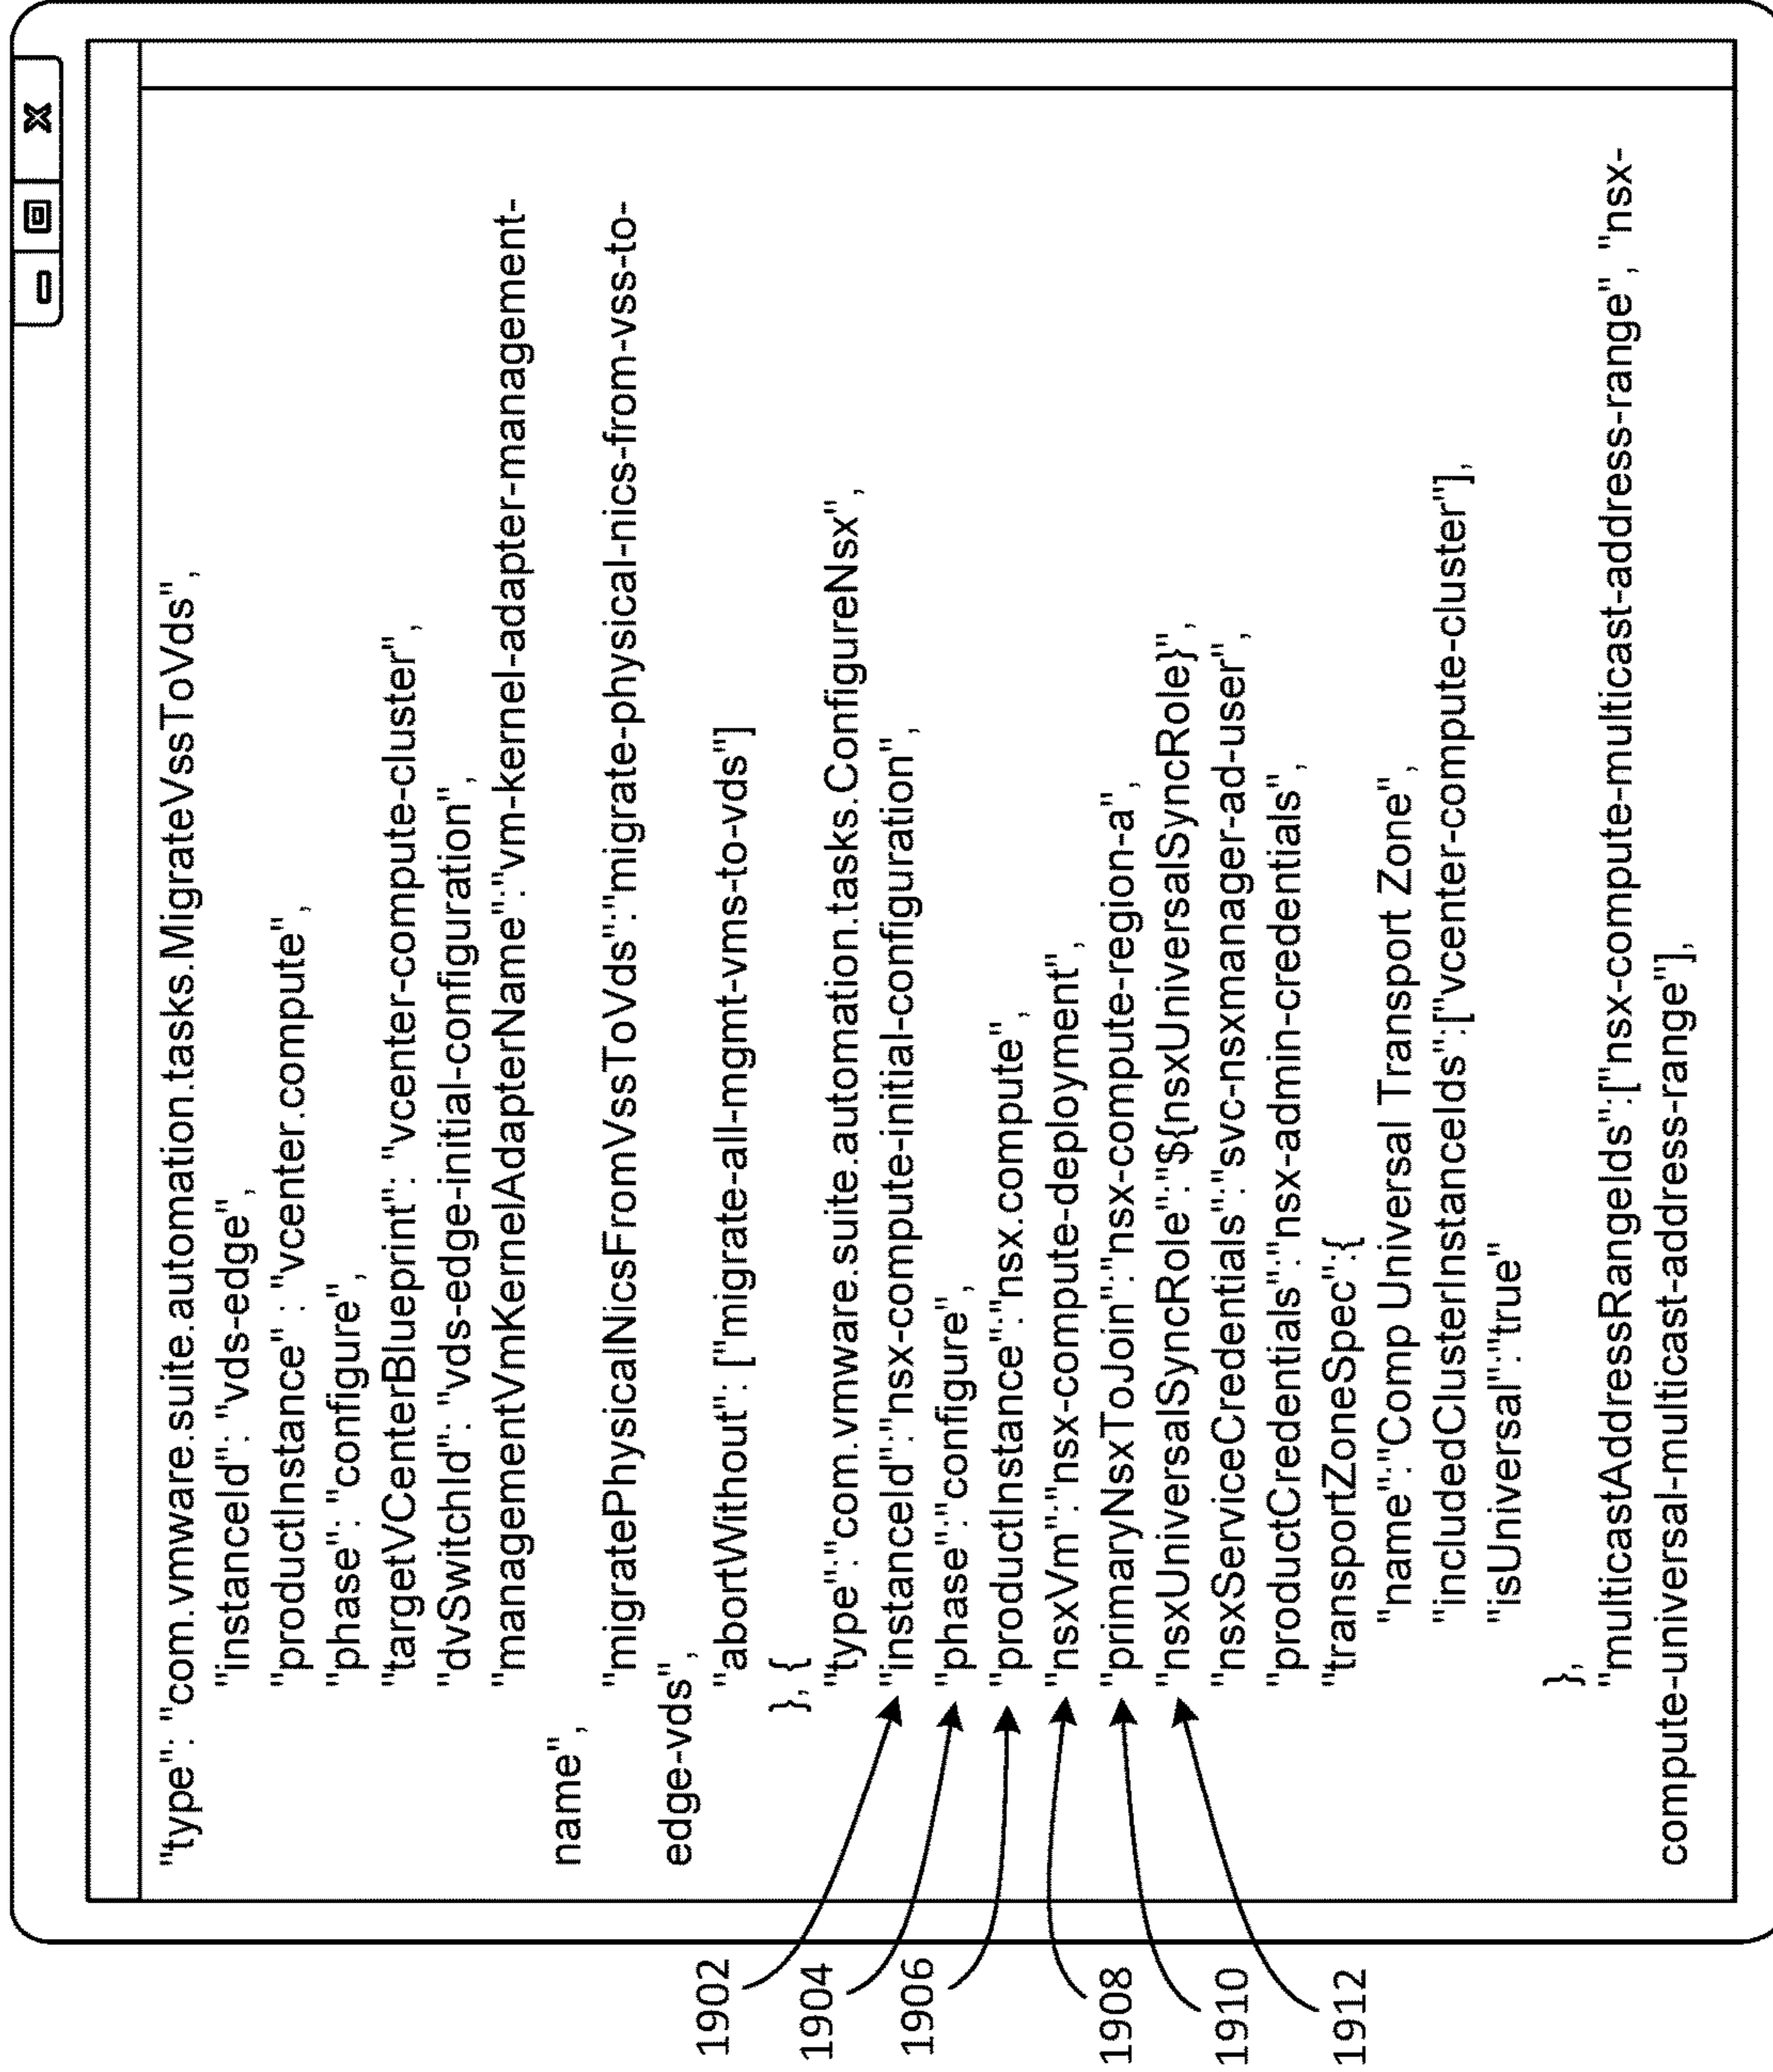 "type": "com.vmware.suite.automation.tasks.MigrateVssToVds",
"instanceId": "vds-edge",
"productInstance" : "vcenter.compute",
"phase": "configure",
"targetVCenterBlueprint": "vcenter-compute-cluster",
"dvSwitchId": "vds-edge-initial-configuration",
"managementVmKernelAdapterName":"vm-kernel-adapter-management-
name",
"migratePhysicalNicsFromVssToVds":"migrate-physical-nics-from-vss-to-
edge-vds",
"abortWithout": ["migrate-all-mgmt-vms-to-vds"]
}, {
"type":"com.vmware.suite.automation.tasks.ConfigureNsx",
1902 "instanceId":"nsx-compute-initial-configuration",
1904 "phase":"configure",
1906 "productInstance":"nsx.compute",
1908 "nsxVm":"nsx-compute-deployment",
1910 "primaryNsxToJoin":"nsx-compute-region-a",
1912 "nsxUniversalSyncRole":"${nsxUniversalSyncRole}",
"nsxServiceCredentials":"svc-nsxmanager-ad-user",
"productCredentials":"nsx-admin-credentials",
"transportZoneSpec":{
"name":"Comp Universal Transport Zone",
"includedClusterInstanceIds":["vcenter-compute-cluster"],
"isUniversal":"true"
},
"multicastAddressRangeIds":["nsx-compute-multicast-address-range", "nsx-
compute-universal-multicast-address-range"],